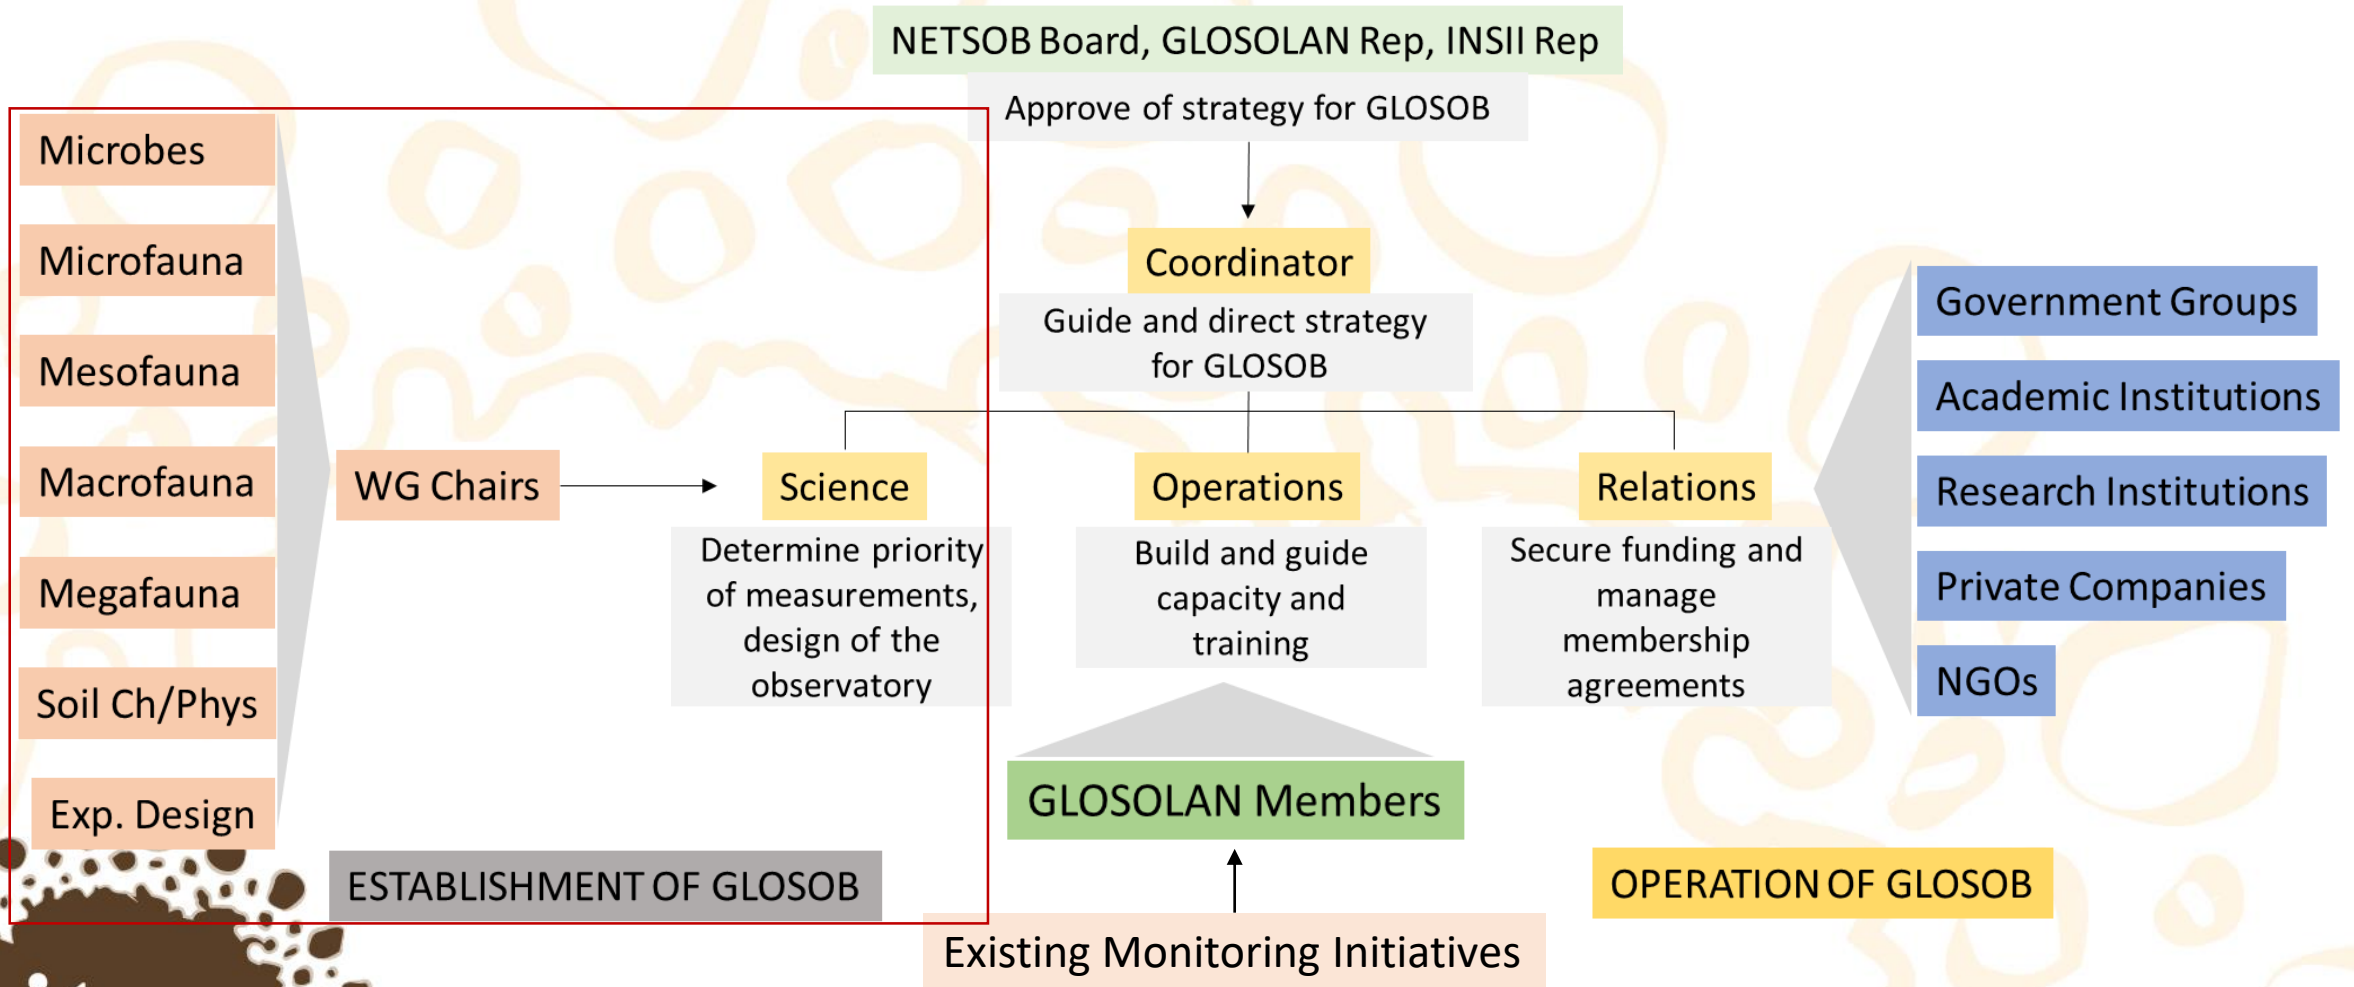 NETSOB Board, GLOSOLAN Rep, INSII Rep
Approve of strategy for GLOSOB
Microbes
Microfauna
Mesofauna
Macrofauna
Megafauna
Soil Ch/Phys
Exp. Design
WG Chairs
Coordinator
Guide and direct strategy
for GLOSOB
Science
Determine priority
of measurements,
design of the
observatory
Operations
Build and guide
capacity and
training
Relations
Secure funding and
manage
membership
agreements
Government Groups
Academic Institutions
Research Institutions
Private Companies
NGOs
GLOSOLAN Members
ESTABLISHMENT OF GLOSOB
OPERATION OF GLOSOB
Existing Monitoring Initiatives